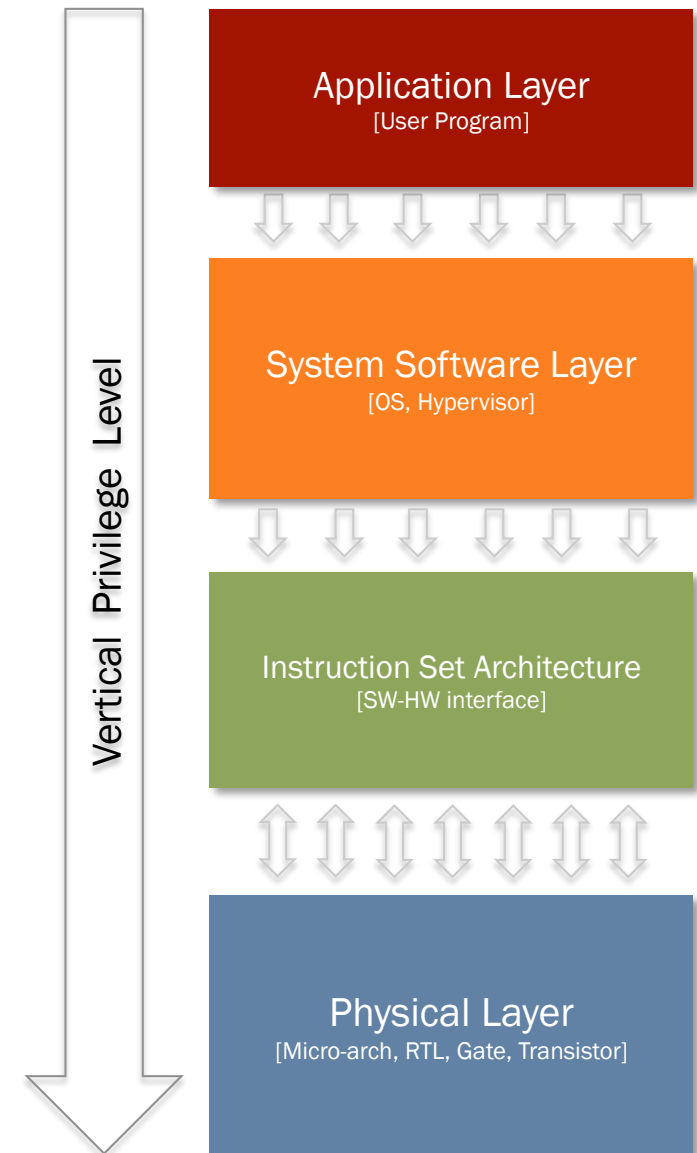 Vertical Privilege Level
Application Layer
[User Program]
System Software Layer
[OS, Hypervisor]
Instruction Set Architecture
[SW-HW interface]
Physical Layer
[Micro-arch, RTL, Gate, Transistor]